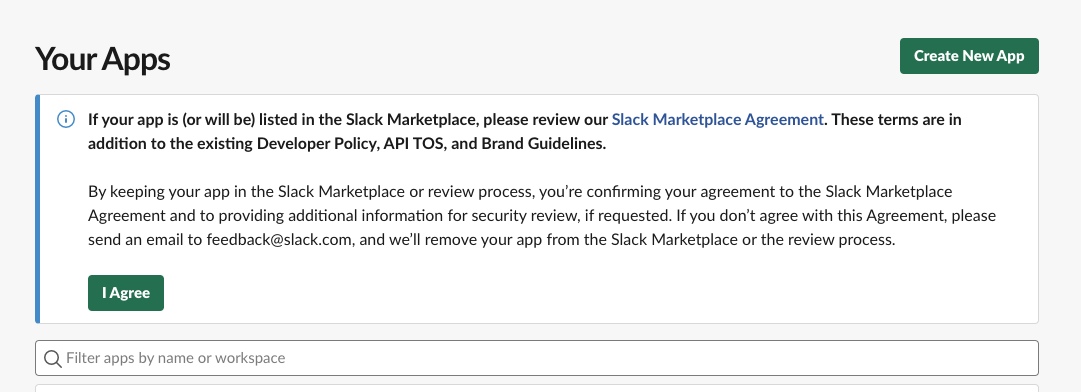 Your Apps
Create New App
If your app is (or will be) listed in the Slack Marketplace, please review our Slack Marketplace Agreement. These terms are in
addition to the existing Developer Policy, API TOS, and Brand Guidelines.
By keeping your app in the Slack Marketplace or review process, you’re confirming your agreement to the Slack Marketplace
Agreement and to providing additional information for security review, if requested. If you don’t agree with this Agreement, please
send an email to feedback@slack.com, and we’ll remove your app from the Slack Marketplace or the review process.
I Agree
Filter apps by name or workspace